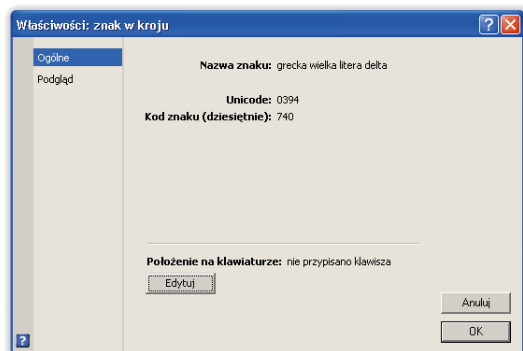 Właściwości: znak w kroju
Ogólne
Podgląd
Nazwa znaku: grecka wielka litera delta
Unicode: 0394
Kod znaku (dziesiętnie): 740
Położenie na klawiaturze: nie przypisano klawisza
Edytuj
Anuluj
OK